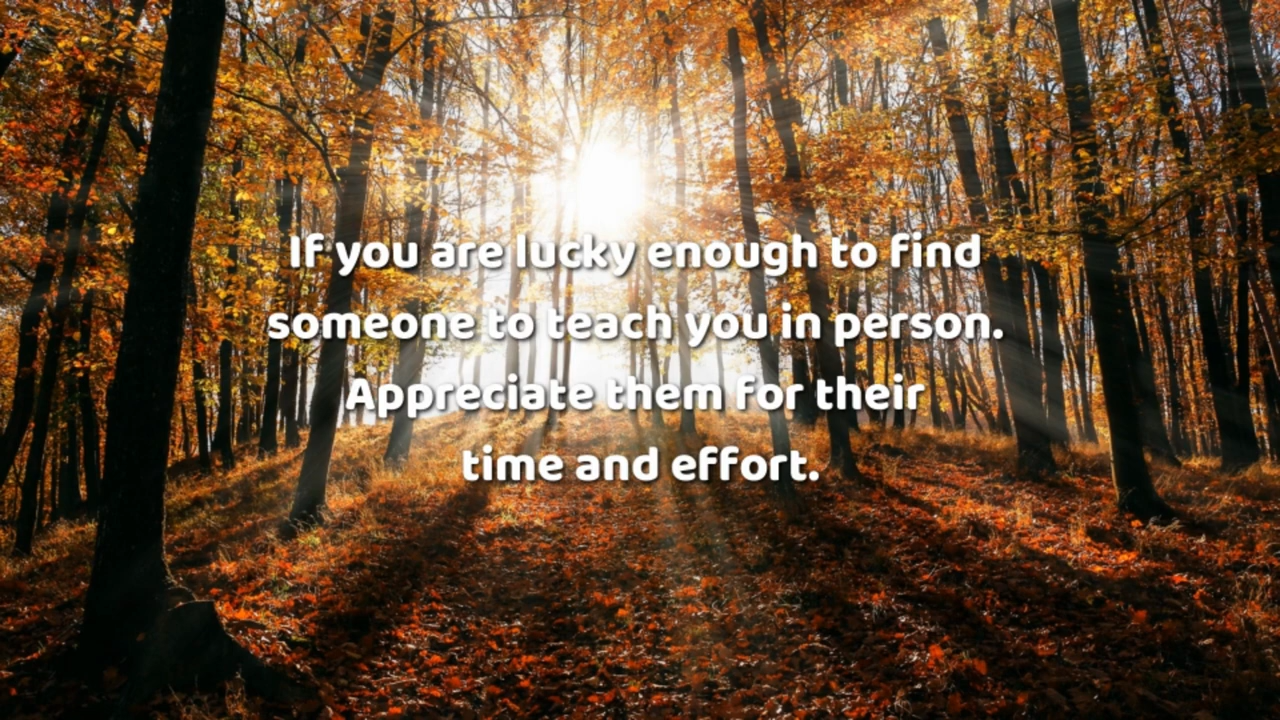 If you are lucky enough to find
someone to teach you in person.
Appreciate them for their
time and effort.